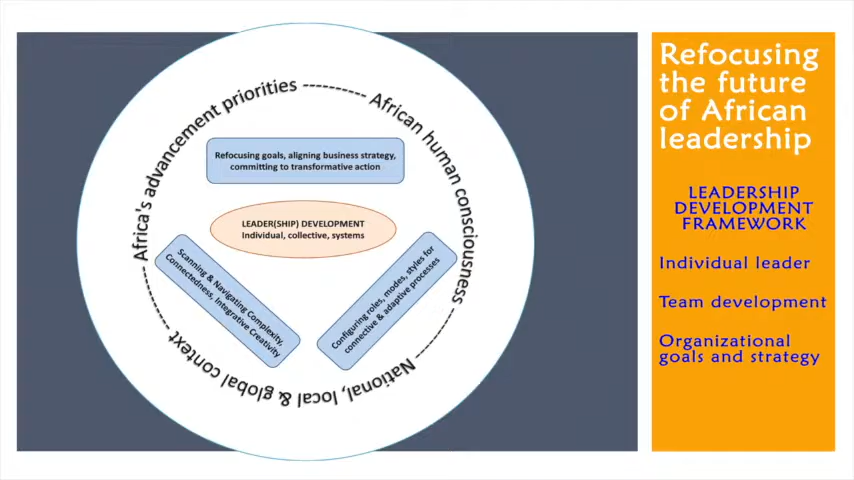 Africa's advancement priorities
African human consciousness
National, local & global context
Refocusing goals, aligning business strategy,
committing to transformative action
LEADER(SHIP) DEVELOPMENT
Individual, collective, systems
Scanning & Navigating Complexity,
Connectedness, Integrative Creativity
Configuring roles, modes, styles for
connective & adaptive processes
Refocusing
the future
of African
leadership
LEADERSHIP
DEVELOPMENT
FRAMEWORK
Individual leader
Team development
Organizational
goals and strategy